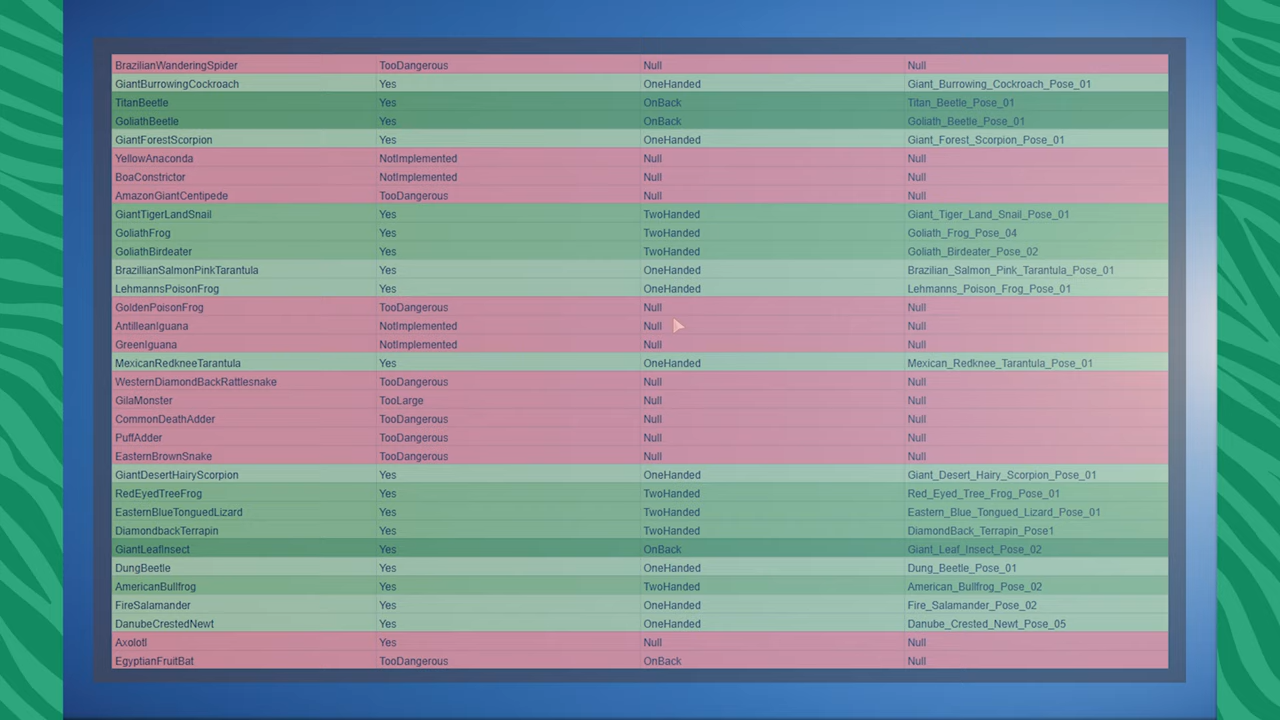 BrazilianWanderingSpider TooDangerous Null Null
GiantBurrowingCockroach Yes OneHanded Giant_Burrowing_Cockroach_Pose_01
TitanBeetle Yes OnBack Titan_Beetle_Pose_01
GoliathBeetle Yes OnBack Goliath_Beetle_Pose_01
GiantForestScorpion Yes OneHanded Giant_Forest_Scorpion_Pose_01
YellowAnaconda NotImplemented Null Null
BoaConstrictor NotImplemented Null Null
AmazonGiantCentipede TooDangerous Null Null
GiantTigerLandSnail Yes TwoHanded Giant_Tiger_Land_Snail_Pose_01
GoliathFrog Yes TwoHanded Goliath_Frog_Pose_04
GoliathBirdeater Yes TwoHanded Goliath_Birdeater_Pose_02
BrazillianSalmonPinkTarantula Yes OneHanded Brazilian_Salmon_Pink_Tarantula_Pose_01
LehmannsPoisonFrog Yes OneHanded Lehmanns_Poison_Frog_Pose_01
GoldenPoisonFrog TooDangerous Null Null
AntilleanIguana NotImplemented Null Null
GreenIguana NotImplemented Null Null
MexicanRedkneeTarantula Yes OneHanded Mexican_Redknee_Tarantula_Pose_01
WesternDiamondBackRattlesnake TooDangerous Null Null
GilaMonster TooLarge Null Null
CommonDeathAdder TooDangerous Null Null
PuffAdder TooDangerous Null Null
EasternBrownSnake TooDangerous Null Null
GiantDesertHairyScorpion Yes OneHanded Giant_Desert_Hairy_Scorpion_Pose_01
RedEyedTreeFrog Yes TwoHanded Red_Eyed_Tree_Frog_Pose_01
EasternBlueTonguedLizard Yes TwoHanded Eastern_Blue_Tongued_Lizard_Pose_01
DiamondbackTerrapin Yes TwoHanded DiamondBack_Terrapin_Pose1
GiantLeafInsect Yes OnBack Giant_Leaf_Insect_Pose_02
DungBeetle Yes OneHanded Dung_Beetle_Pose_01
AmericanBullfrog Yes TwoHanded American_Bullfrog_Pose_02
FireSalamander Yes OneHanded Fire_Salamander_Pose_02
DanubeCrestedNewt Yes OneHanded Danube_Crested_Newt_Pose_05
Axolotl Yes Null Null
EgyptianFruitBat TooDangerous OnBack Null